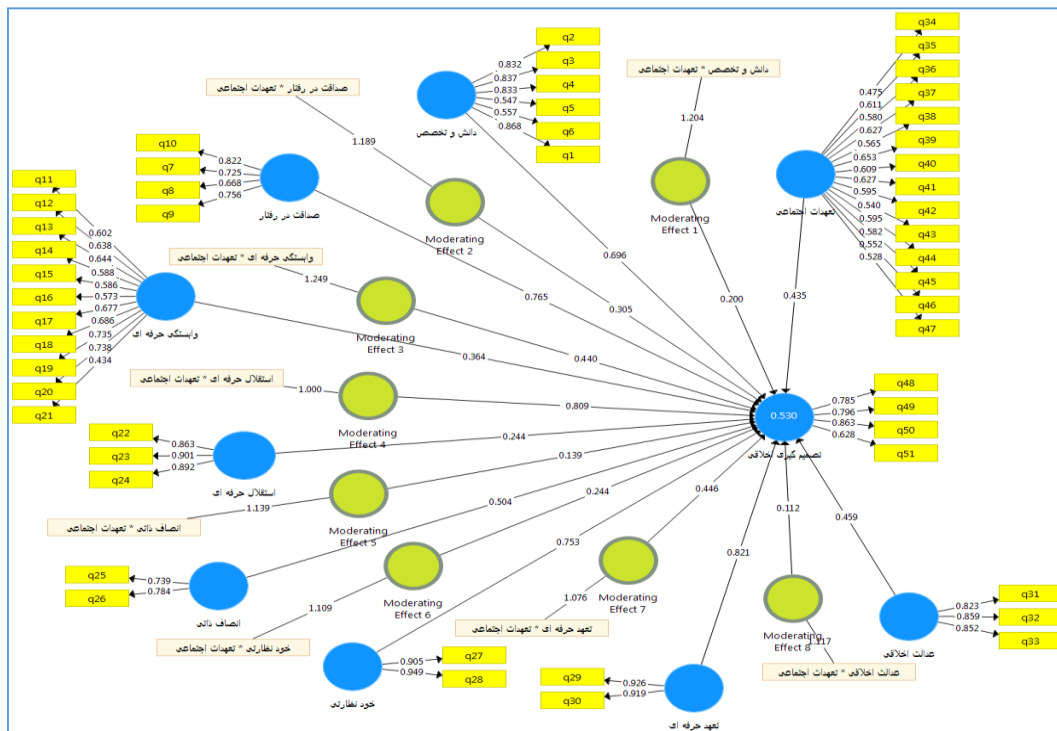 q34
q35
q36
q37
q38
q39
q40
q41
q42
q43
q44
q45
q46
q47
0.475
0.611
0.580
0.627
0.565
0.653
0.609
0.627
0.595
0.540
0.595
0.582
0.552
0.528
تعهدات اجتماعی
0.435
دانش و تخصص * تعهدات اجتماعی
1.204
Moderating
Effect 1
0.200
q2
q3
q4
q5
q6
q1
0.832
0.837
0.833
0.547
0.557
0.868
دانش و تخصص
0.696
صداقت در رفتار * تعهدات اجتماعی
1.189
Moderating
Effect 2
0.305
q10
q7
q8
q9
0.822
0.725
0.668
0.756
صداقت در رفتار
0.765
وابستگی حرفه ای * تعهدات اجتماعی
1.249
Moderating
Effect 3
0.440
q11
q12
q13
q14
q15
q16
q17
q18
q19
q20
q21
0.602
0.638
0.644
0.588
0.586
0.573
0.677
0.686
0.735
0.738
0.434
وابستگی حرفه ای
0.364
استقلال حرفه ای * تعهدات اجتماعی
1.000
Moderating
Effect 4
0.809
q22
q23
q24
0.863
0.901
0.892
استقلال حرفه ای
0.244
انصاف ذاتی * تعهدات اجتماعی
1.139
Moderating
Effect 5
0.139
q25
q26
0.739
0.784
انصاف ذاتی
0.504
خود نظارتی * تعهدات اجتماعی
1.109
Moderating
Effect 6
0.244
q27
q28
0.905
0.949
خود نظارتی
0.753
تعهد حرفه ای * تعهدات اجتماعی
1.076
Moderating
Effect 7
0.446
q29
q30
0.926
0.919
تعهد حرفه ای
0.821
عدالت اخلاقی * تعهدات اجتماعی
1.117
Moderating
Effect 8
0.112
q31
q32
q33
0.823
0.859
0.852
عدالت اخلاقی
0.459
0.530
تصمیم گیری اخلاقی
q48
q49
q50
q51
0.785
0.796
0.863
0.628